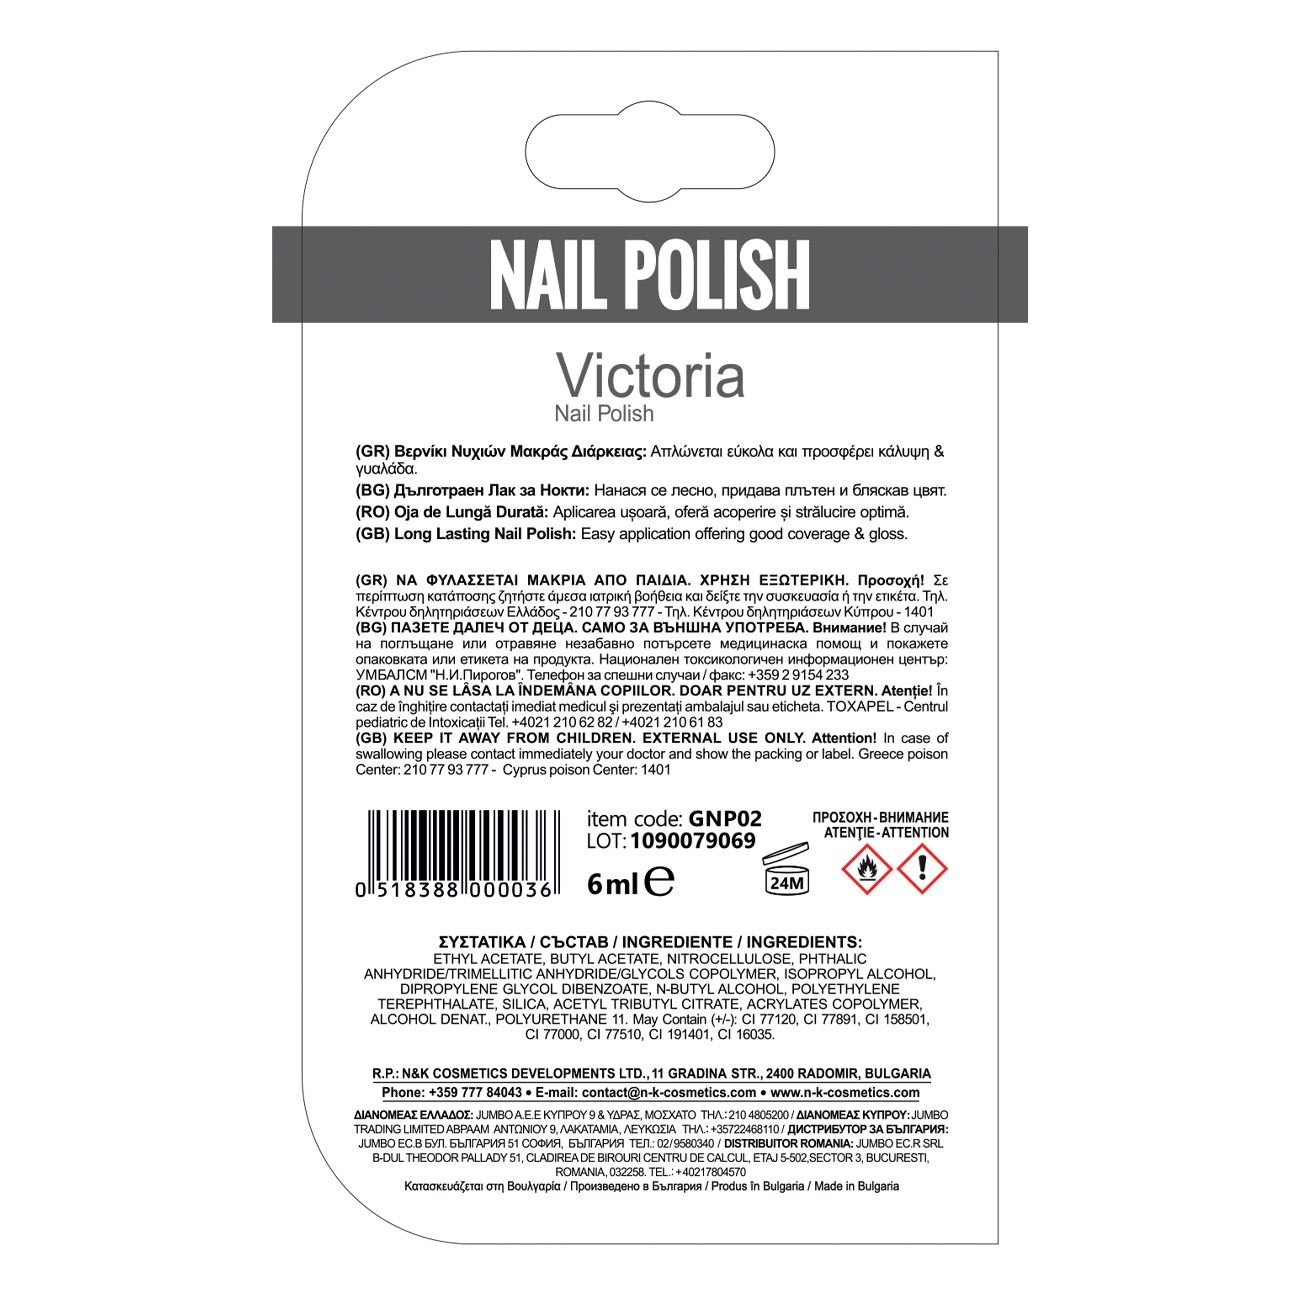 NAIL POLISH
Victoria
Nail Polish
(GR) Βερνίκι Νυχιών Μακράς Διάρκειας: Απλώνεται εύκολα και προσφέρει κάλυψη &
γυαλάδα.
(BG) Дълготраен Лак за Нокти: Нанася се лесно, придава плътен и бляскав цвят.
(RO) Oja de Lungă Durată: Aplicarea ușoară, oferă acoperire și strălucire optimă.
(GB) Long Lasting Nail Polish: Easy application offering good coverage & gloss.
(GR) ΝΑ ΦΥΛΑΣΣΕΤΑΙ ΜΑΚΡΙΑ ΑΠΟ ΠΑΙΔΙΑ. ΧΡΗΣΗ ΕΞΩΤΕΡΙΚΗ. Προσοχή! Σε
περίπτωση κατάποσης ζητήστε άμεσα ιατρική βοήθεια και δείξτε την συσκευασία ή την ετικέτα. Τηλ.
Κέντρου δηλητηριάσεων Ελλάδος - 210 77 93 777 - Τηλ. Κέντρου δηλητηριάσεων Κύπρου - 1401
(BG) ПАЗЕТЕ ДАЛЕЧ ОТ ДЕЦА. САМО ЗА ВЪНШНА УПОТРЕБА. Внимание! В случай
на поглъщане или отравяне незабавно потърсете медицинаска помощ и покажете
опаковката или етикета на продукта. Национален токсикологичен информационен център:
УМБАЛСМ "Н.И.Пирогов". Телефон за спешни случаи / факс: +359 2 9154 233
(RO) A NU SE LÂSA LA ÎNDEMÂNA COPIILOR. DOAR PENTRU UZ EXTERN. Atenție! În
caz de înghițire contactați imediat medicul și prezentați ambalajul sau eticheta. TOXAPEL - Centrul
pediatric de Intoxicații Tel. +4021 210 62 82 / +4021 210 61 83
(GB) KEEP IT AWAY FROM CHILDREN. EXTERNAL USE ONLY. Attention! In case of
swallowing please contact immediately your doctor and show the packing or label. Greece poison
Center: 210 77 93 777 - Cyprus poison Center: 1401
0 518388 000036
item code: GNP02
LOT: 1090079069
6ml e
24M
ΠΡΟΣΟΧΗ - ВНИМАНИЕ
ATENŢIE - ATTENTION
ΣΥΣΤΑΤΙΚΑ / СЪСТАВ / INGREDIENTE / INGREDIENTS:
ETHYL ACETATE, BUTYL ACETATE, NITROCELLULOSE, PHTHALIC
ANHYDRIDE/TRIMELLITIC ANHYDRIDE/GLYCOLS COPOLYMER, ISOPROPYL ALCOHOL,
DIPROPYLENE GLYCOL DIBENZOATE, N-BUTYL ALCOHOL, POLYETHYLENE
TEREPHTHALATE, SILICA, ACETYL TRIBUTYL CITRATE, ACRYLATES COPOLYMER,
ALCOHOL DENAT., POLYURETHANE 11. May Contain (+/-): CI 77120, CI 77891, CI 158501,
CI 77000, CI 77510, CI 191401, CI 16035.
R.P.: N&K COSMETICS DEVELOPMENTS LTD., 11 GRADINA STR., 2400 RADOMIR, BULGARIA
Phone: +359 777 84043 • E-mail: contact@n-k-cosmetics.com • www.n-k-cosmetics.com
ΔΙΑΝΟΜΕΑΣ ΕΛΛΑΔΟΣ: JUMBO A.E.E ΚΥΠΡΟΥ 9 & ΥΔΡΑΣ, ΜΟΣΧΑΤΟ ΤΗΛ.: 210 4805200 / ΔΙΑΝΟΜΕΑΣ ΚΥΠΡΟΥ: JUMBO
TRADING LIMITED ΑΒΡΑΑΜ ΑΝΤΩΝΙΟΥ 9, ΛΑΚΑΤΑΜΙΑ, ΛΕΥΚΩΣΙΑ ΤΗΛ.: +35722468110 / ДИСТРИБУТОР ЗА БЪЛГАРИЯ:
JUMBO EC.B БУЛ. БЪЛГАРИЯ 51 СОФИЯ, БЪЛГАРИЯ ТЕЛ.: 02/9580340 / DISTRIBUITOR ROMANIA: JUMBO EC.R SRL
B-DUL THEODOR PALLADY 51, CLADIREA DE BIROURI CENTRU DE CALCUL, ETAJ 5-502,SECTOR 3, BUCURESTI,
ROMANIA, 032258. TEL.: +40217804570
Κατασκευάζεται στη Βουλγαρία / Произведено в България / Produs în Bulgaria / Made in Bulgaria